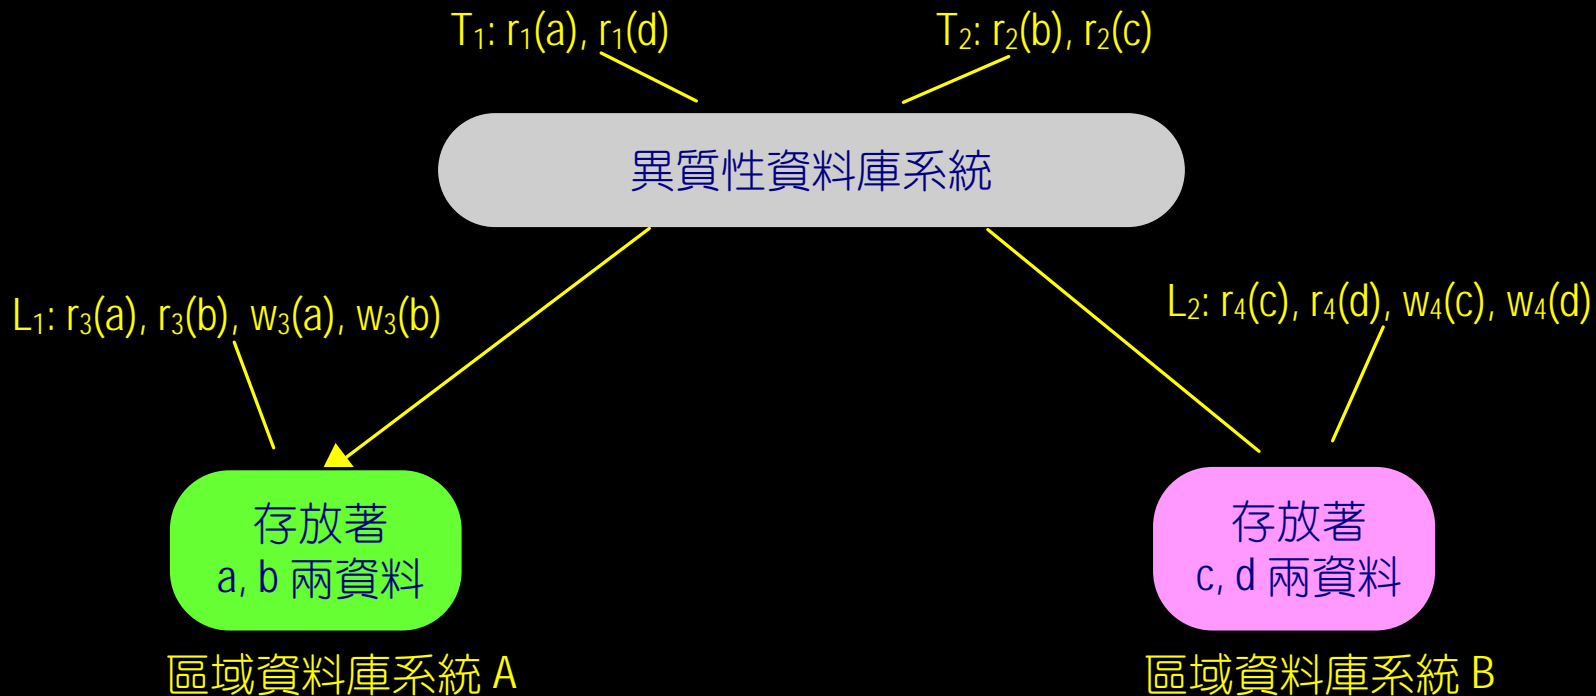 T₁: r₁(a), r₁(d)
T₂: r₂(b), r₂(c)
異質性資料庫系統
L₁: r₃(a), r₃(b), w₃(a), w₃(b)
L₂: r₄(c), r₄(d), w₄(c), w₄(d)
存放著
a, b 兩資料
存放著
c, d 兩資料
區域資料庫系統 A
區域資料庫系統 B